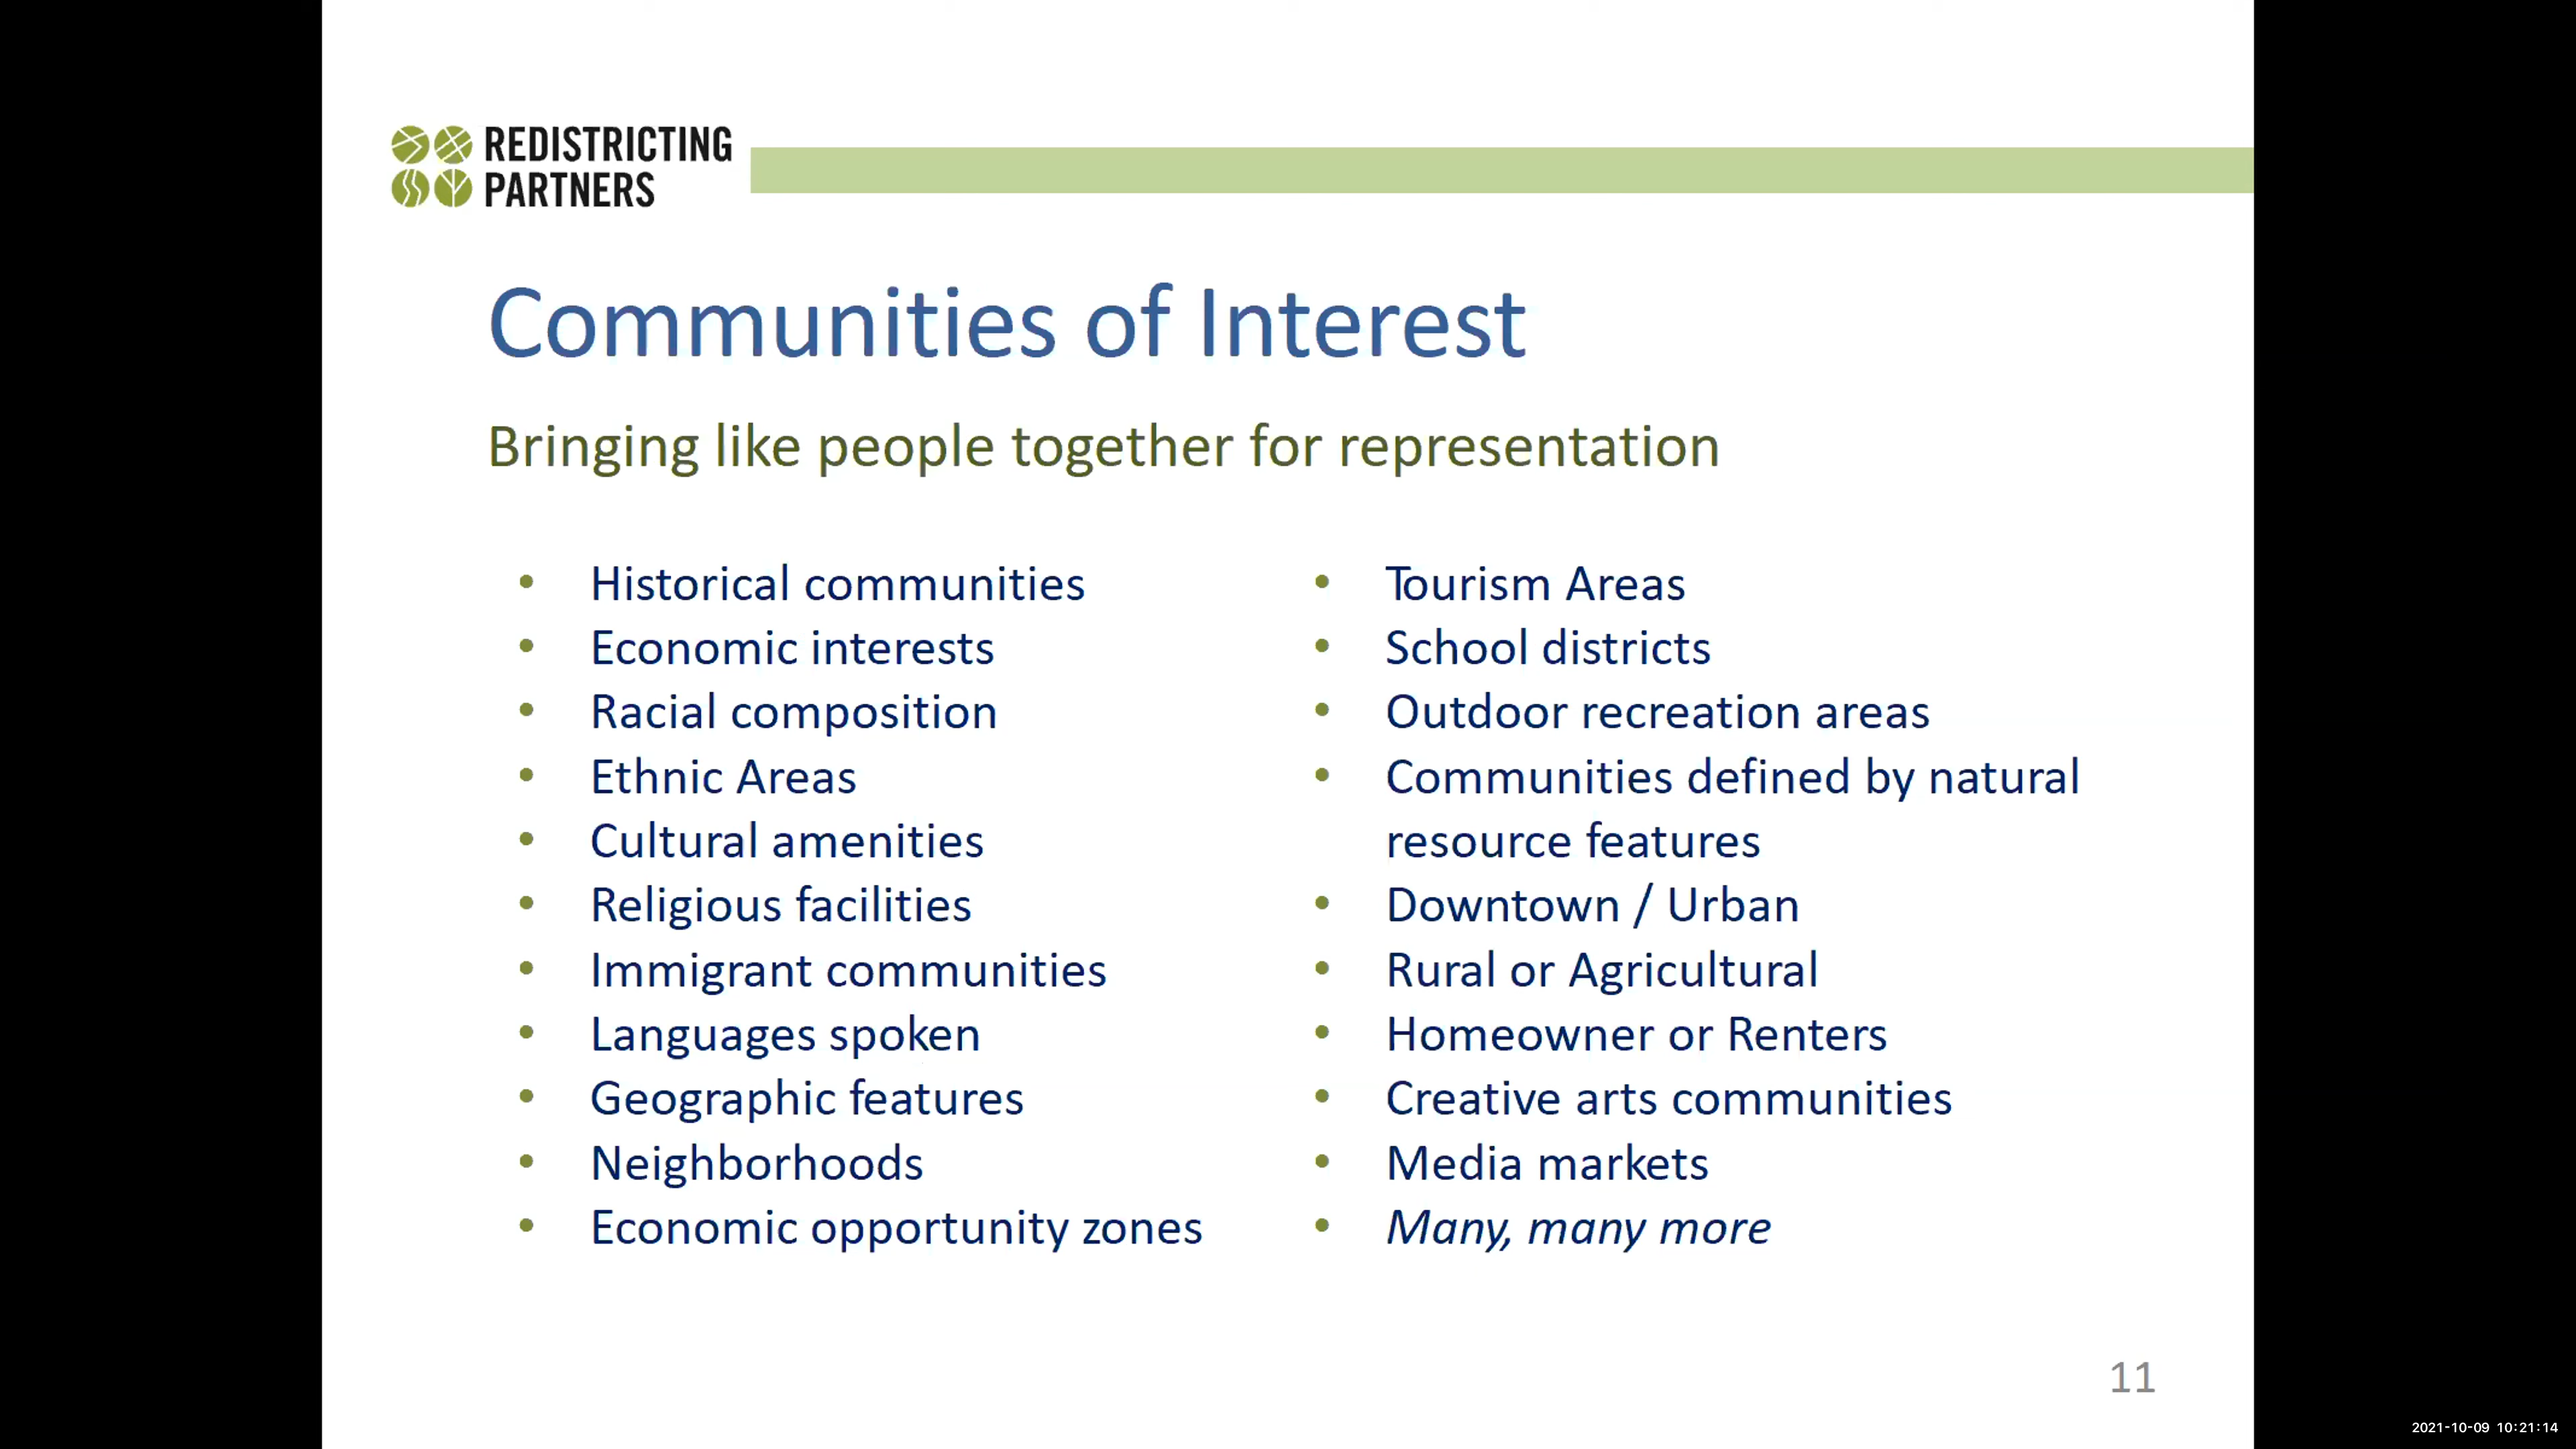 REDISTRICTING
PARTNERS
Communities of Interest
Bringing like people together for representation
• Historical communities
• Economic interests
• Racial composition
• Ethnic Areas
• Cultural amenities
• Religious facilities
• Immigrant communities
• Languages spoken
• Geographic features
• Neighborhoods
• Economic opportunity zones
• Tourism Areas
• School districts
• Outdoor recreation areas
• Communities defined by natural
resource features
• Downtown / Urban
• Rural or Agricultural
• Homeowner or Renters
• Creative arts communities
• Media markets
• Many, many more
11
2021-10-09 10:21:14